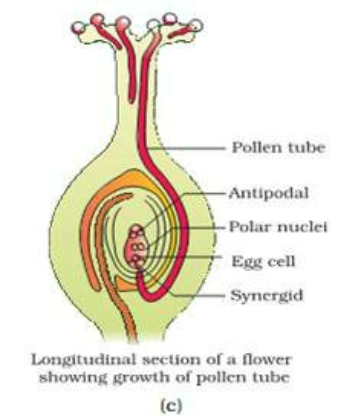 Pollen tube
Antipodal
Polar nuclei
Egg cell
Synergid
Longitudinal section of a flower
showing growth of pollen tube
(c)